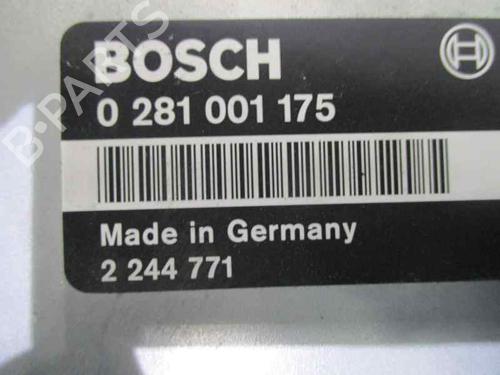 BOSCH
0 281 001 175
Made in Germany
2 244 771
B-PARTS